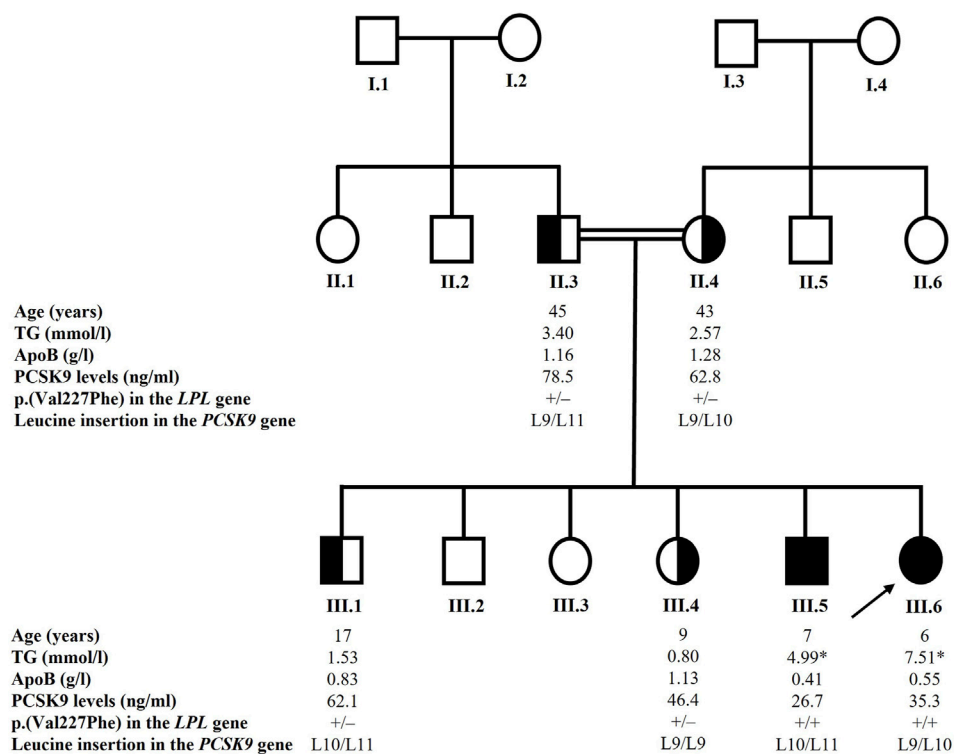 I.1 I.2 I.3 I.4
II.1 II.2 II.3 II.4 II.5 II.6
Age (years) 45 43
TG (mmol/l) 3.40 2.57
ApoB (g/l) 1.16 1.28
PCSK9 levels (ng/ml) 78.5 62.8
p.(Val227Phe) in the LPL gene +/– +/–
Leucine insertion in the PCSK9 gene L9/L11 L9/L10
III.1 III.2 III.3 III.4 III.5 III.6
Age (years) 17 9 7 6
TG (mmol/l) 1.53 0.80 4.99* 7.51*
ApoB (g/l) 0.83 1.13 0.41 0.55
PCSK9 levels (ng/ml) 62.1 46.4 26.7 35.3
p.(Val227Phe) in the LPL gene +/– +/– +/+ +/+
Leucine insertion in the PCSK9 gene L10/L11 L9/L9 L10/L11 L9/L10